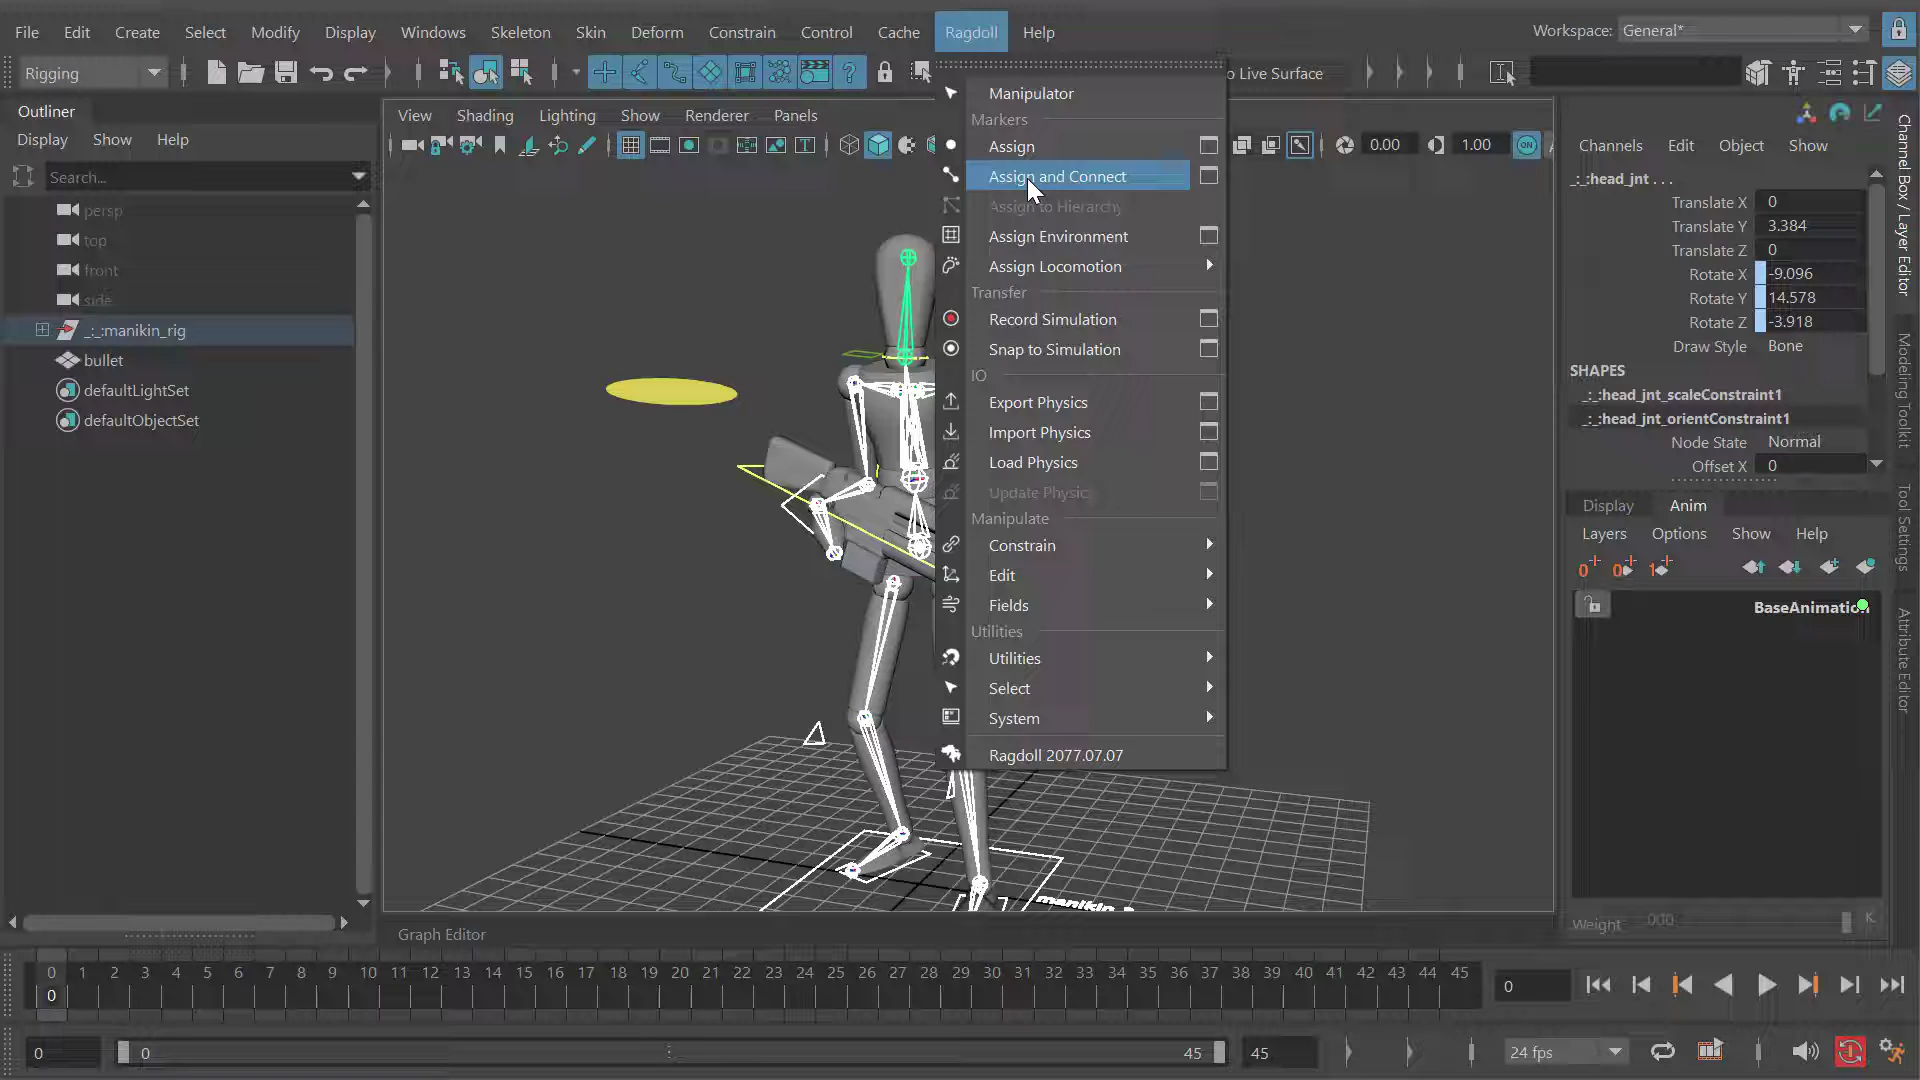 File Edit Create Select Modify Display Windows Skeleton Skin Deform Constrain Control Cache Ragdoll Help
Workspace: General*
Rigging
o Live Surface
Outliner
Display Show Help
Search...
persp
top
front
side
_:_:manikin_rig
bullet
defaultLightSet
defaultObjectSet
View Shading Lighting Show Renderer Panels
0.00 1.00 ON
Manipulator
Markers
Assign
Assign and Connect
Assign to Hierarchy
Assign Environment
Assign Locomotion
Transfer
Record Simulation
Snap to Simulation
IO
Export Physics
Import Physics
Load Physics
Update Physic
Manipulate
Constrain
Edit
Fields
Utilities
Utilities
Select
System
Ragdoll 2077.07.07
Channels Edit Object Show
_:_:head_jnt . . .
Translate X 0
Translate Y 3.384
Translate Z 0
Rotate X -9.096
Rotate Y 14.578
Rotate Z -3.918
Draw Style Bone
SHAPES
_:_:head_jnt_scaleConstraint1
_:_:head_jnt_orientConstraint1
Node State Normal
Offset X 0
Display Anim
Layers Options Show Help
BaseAnimation
Weight 000 K
Channel Box / Layer Editor
Modeling Toolkit
Tool Settings
Attribute Editor
Graph Editor
0 1 2 3 4 5 6 7 8 9 10 11 12 13 14 15 16 17 18 19 20 21 22 23 24 25 26 27 28 29 30 31 32 33 34 35 36 37 38 39 40 41 42 43 44 45
0
0
0 0 45 45
24 fps